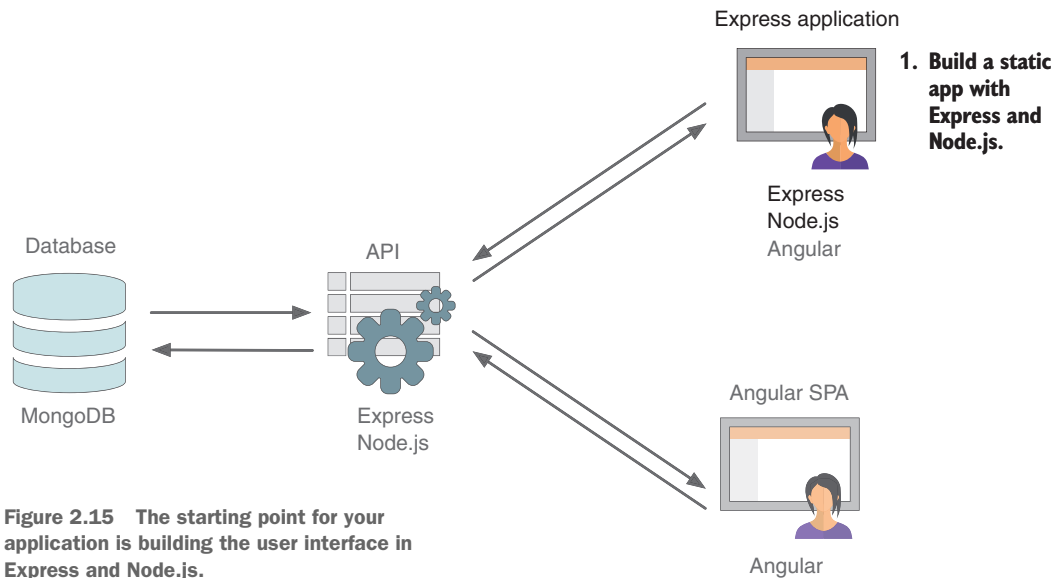 Express application
1. Build a static
app with
Express and
Node.js.
Express
Node.js
Angular
Database
API
MongoDB
Express
Node.js
Angular SPA
Angular
Figure 2.15 The starting point for your
application is building the user interface in
Express and Node.js.